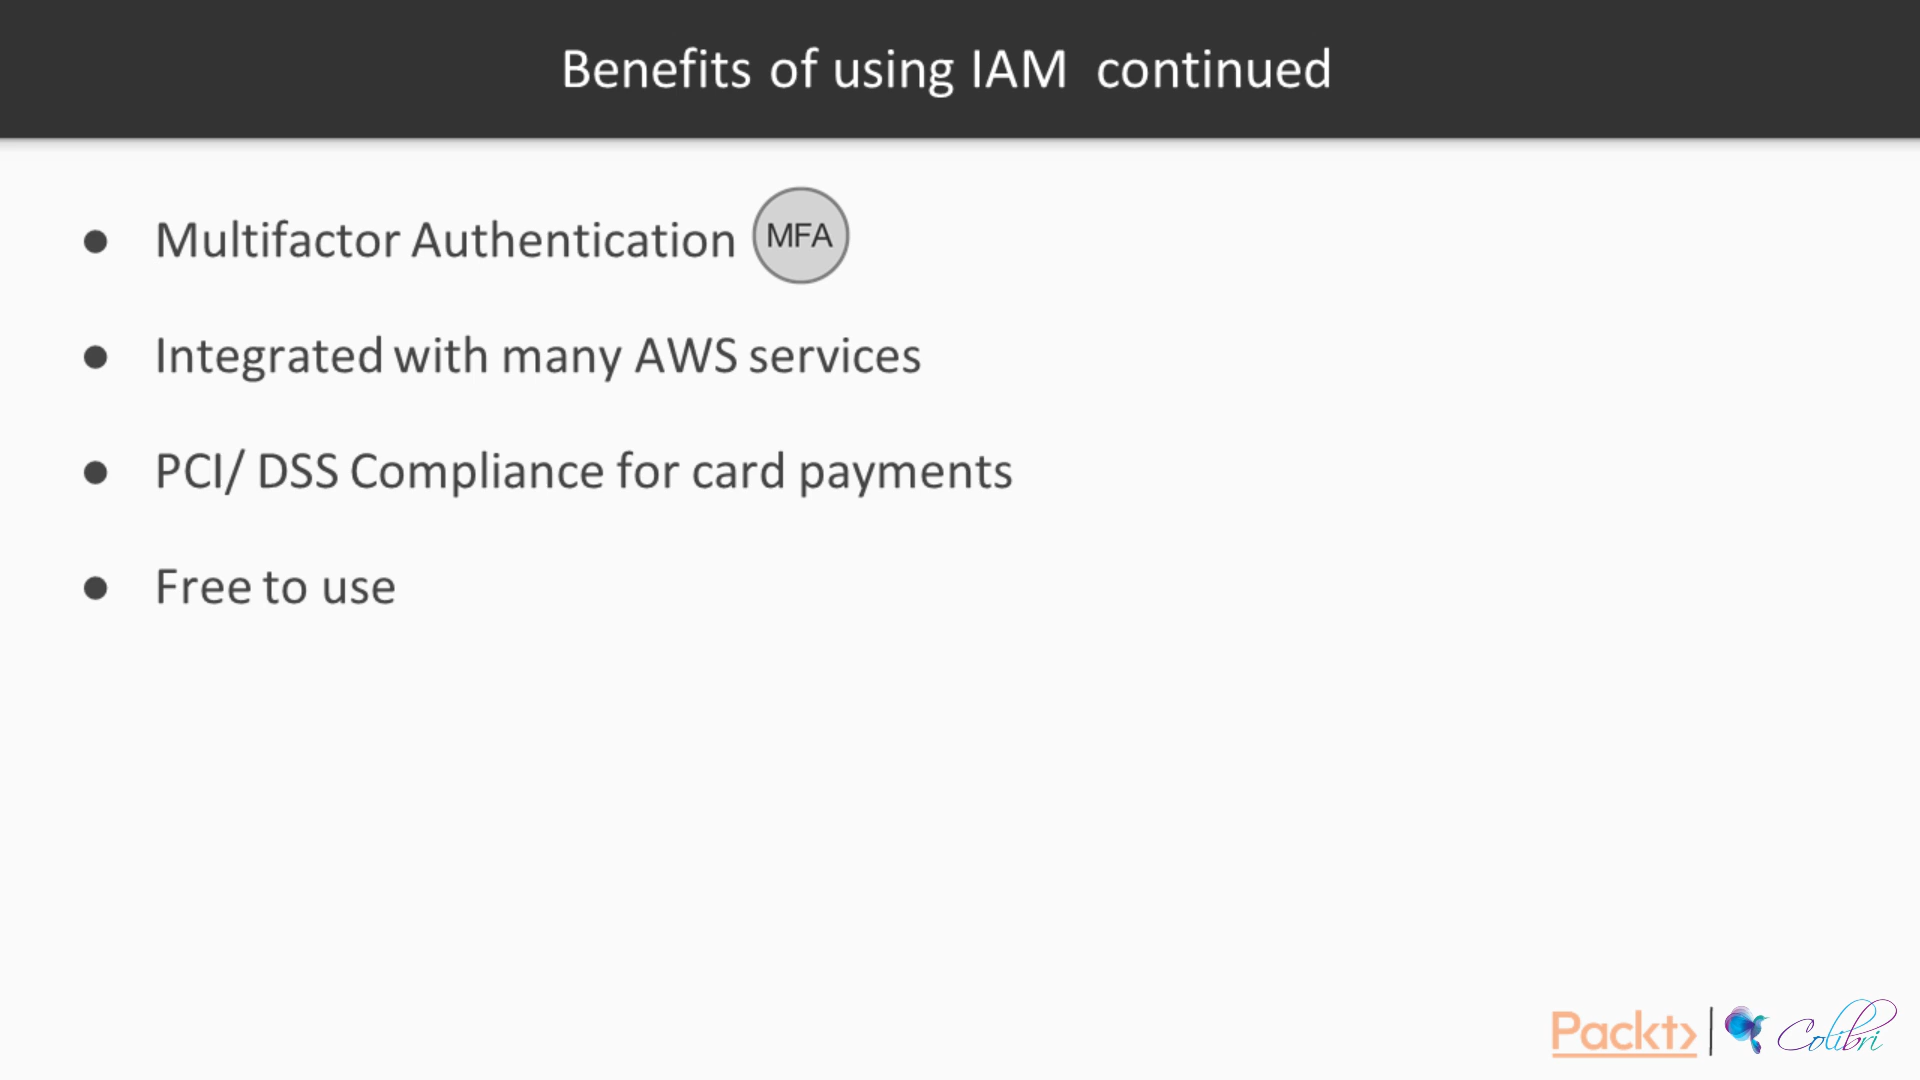 Benefits of using IAM continued
● Multifactor Authentication MFA
● Integrated with many AWS services
● PCI/ DSS Compliance for card payments
● Free to use
Packt> | Colibri